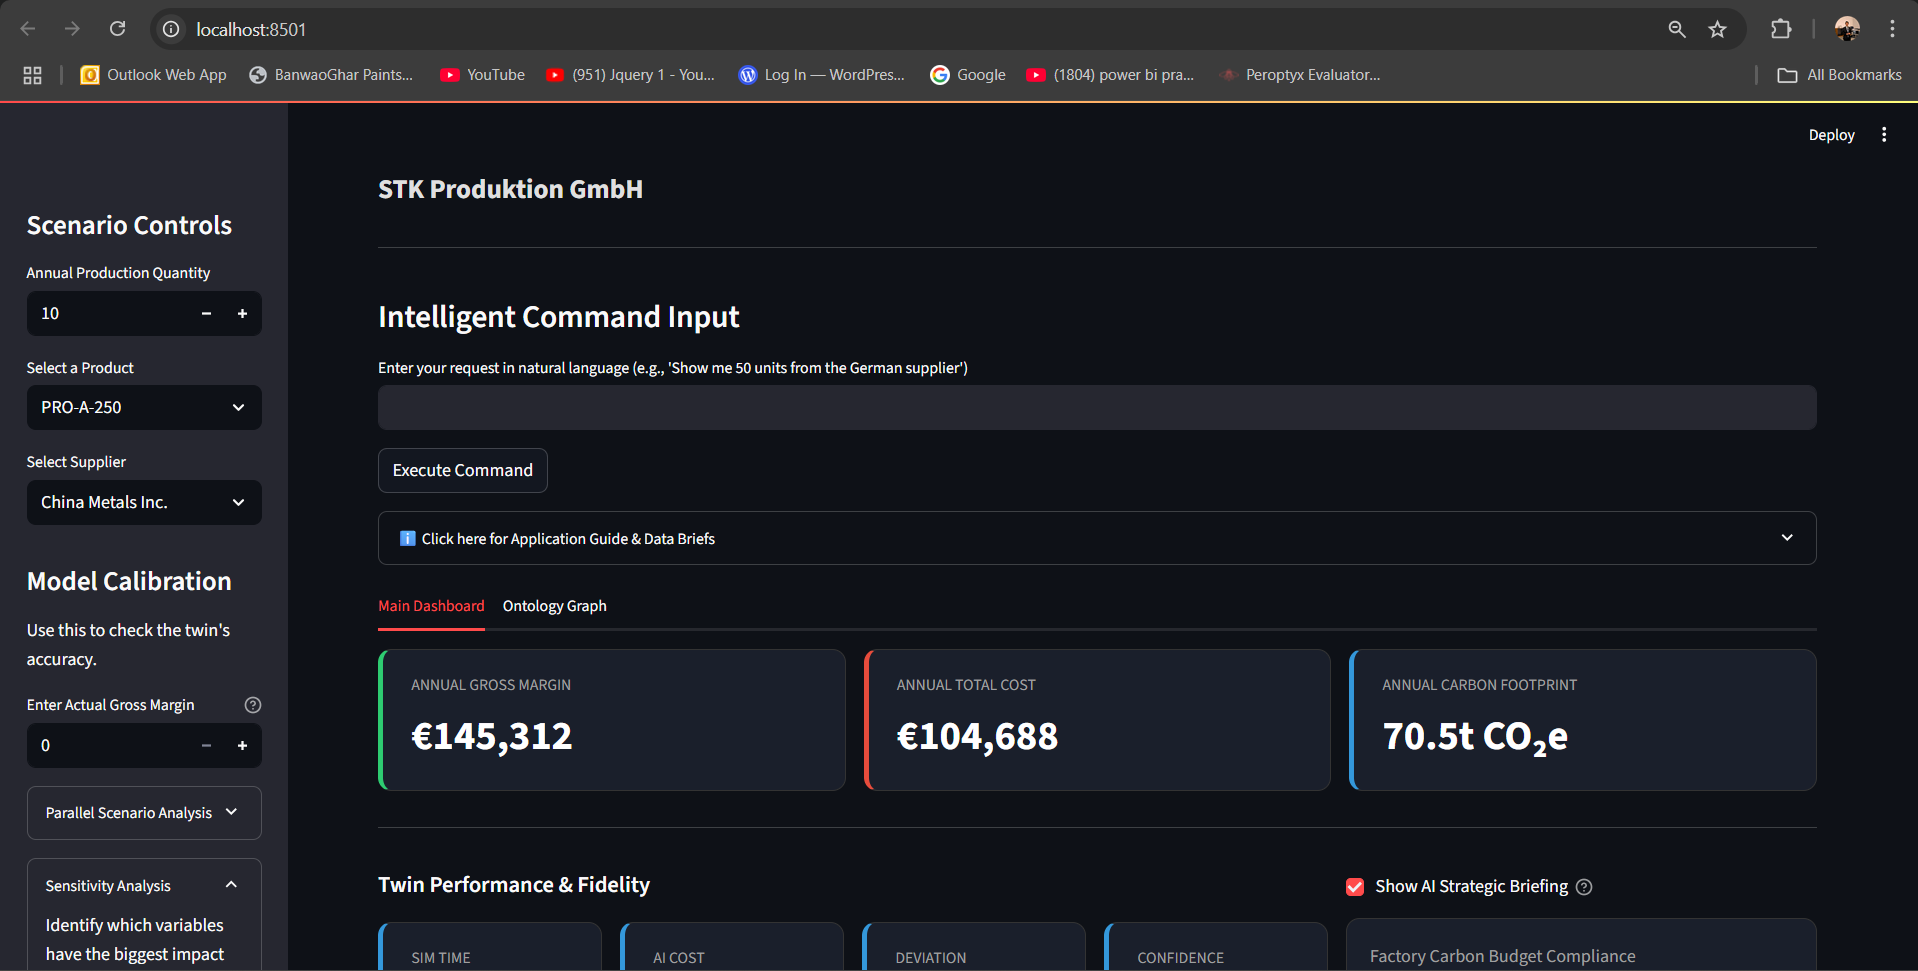 localhost:8501
Outlook Web App
BanwaoGhar Paints...
YouTube
(951) Jquery 1 - You...
Log In — WordPres...
Google
(1804) power bi pra...
Peroptyx Evaluator...
All Bookmarks
Deploy
Scenario Controls
Annual Production Quantity
10
Select a Product
PRO-A-250
Select Supplier
China Metals Inc.
Model Calibration
Use this to check the twin's
accuracy.
Enter Actual Gross Margin
0
Parallel Scenario Analysis
Sensitivity Analysis
Identify which variables
have the biggest impact
STK Produktion GmbH
Intelligent Command Input
Enter your request in natural language (e.g., 'Show me 50 units from the German supplier')
Execute Command
Click here for Application Guide & Data Briefs
Main Dashboard
Ontology Graph
ANNUAL GROSS MARGIN
€145,312
ANNUAL TOTAL COST
€104,688
ANNUAL CARBON FOOTPRINT
70.5t CO₂e
Twin Performance & Fidelity
Show AI Strategic Briefing
SIM TIME
AI COST
DEVIATION
CONFIDENCE
Factory Carbon Budget Compliance